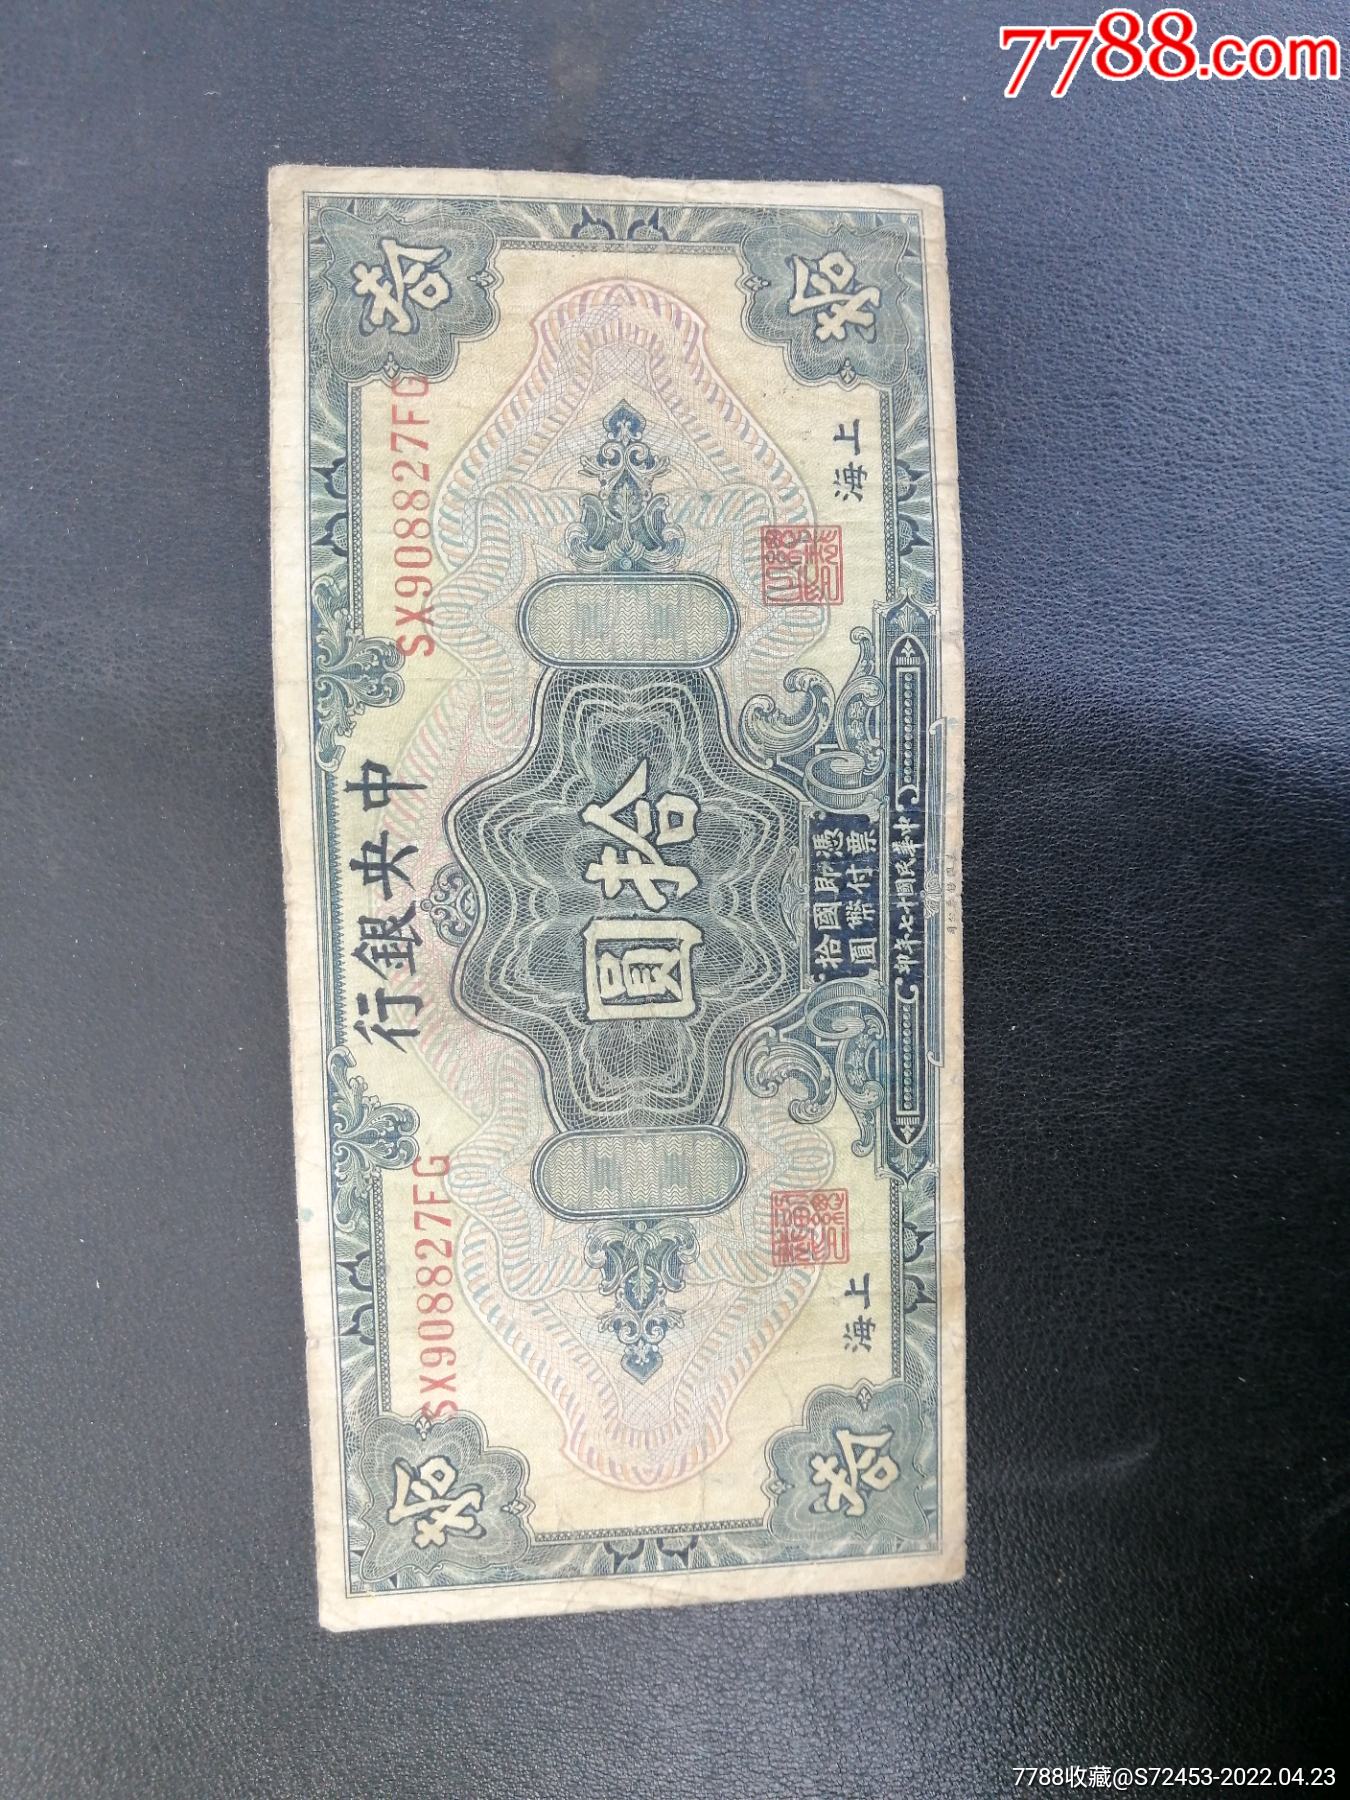 7788.com
拾
拾
SX908827FG
SX908827FG
中央銀行
拾圓
憑票即付
國幣拾圓
中華民國十七年印
上海
上海
拾
拾
7788收藏@S72453-2022.04.23